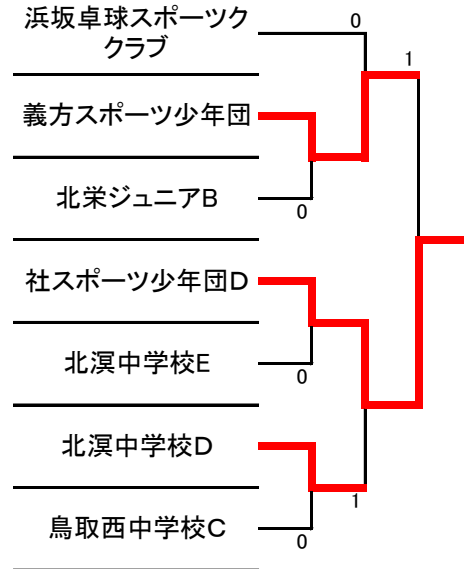 浜坂卓球スポーツク
クラブ
0
1
義方スポーツ少年団
北栄ジュニアB
0
社スポーツ少年団D
北溟中学校E
0
北溟中学校D
1
鳥取西中学校C
0